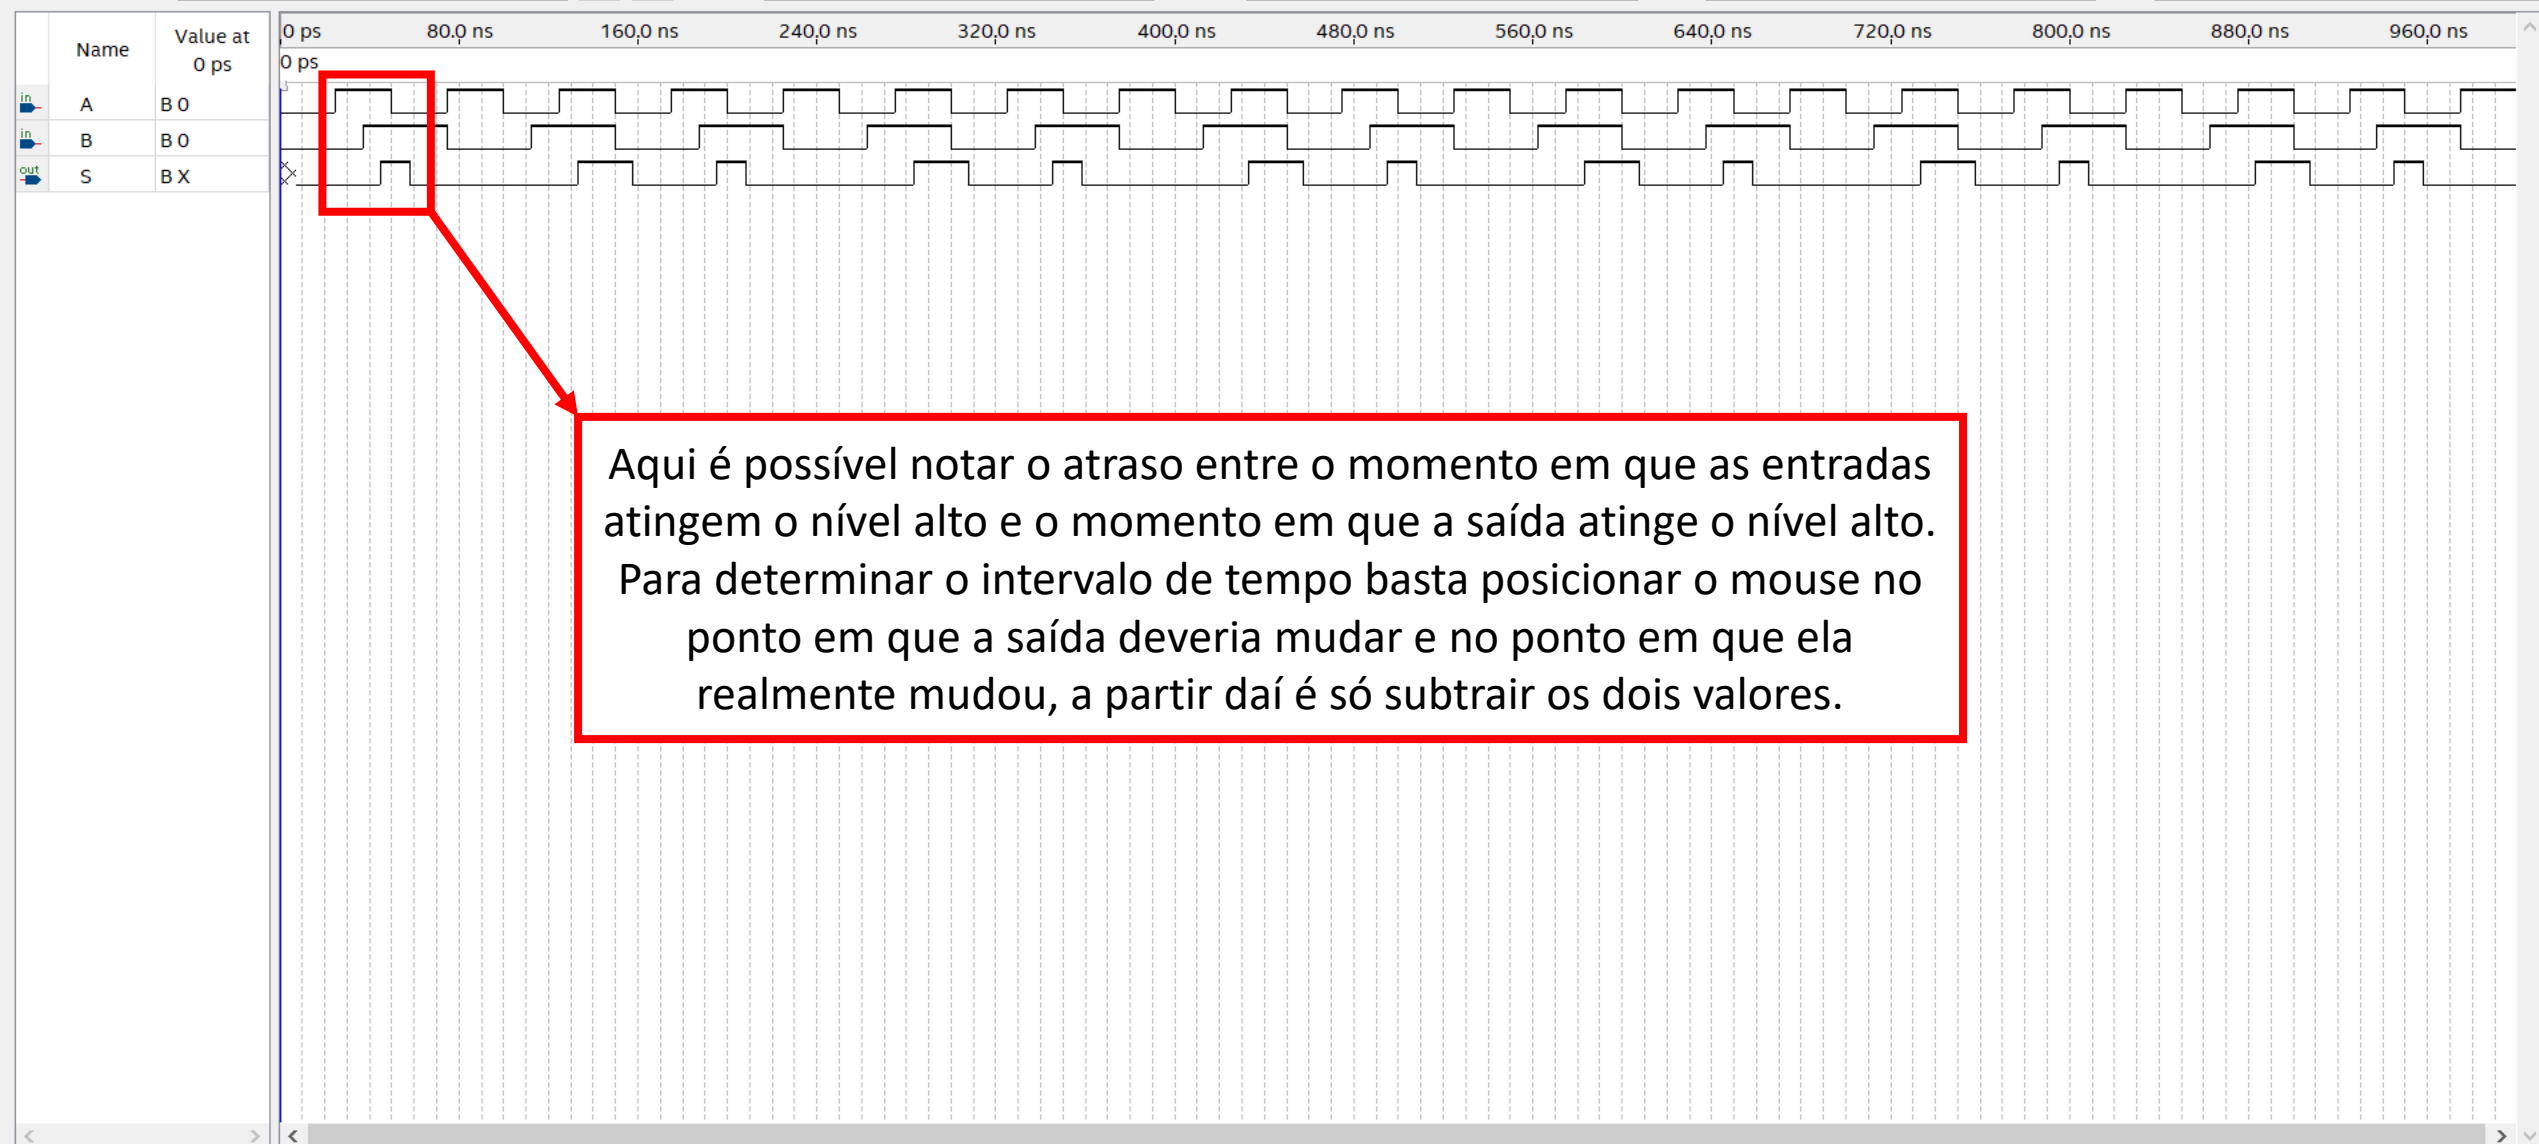 Name
Value at
0 ps
0 ps 80,0 ns 160,0 ns 240,0 ns 320,0 ns 400,0 ns 480,0 ns 560,0 ns 640,0 ns 720,0 ns 800,0 ns 880,0 ns 960,0 ns
0 ps
in A B 0
in B B 0
out S B X
Aqui é possível notar o atraso entre o momento em que as entradas
atingem o nível alto e o momento em que a saída atinge o nível alto.
Para determinar o intervalo de tempo basta posicionar o mouse no
ponto em que a saída deveria mudar e no ponto em que ela
realmente mudou, a partir daí é só subtrair os dois valores.